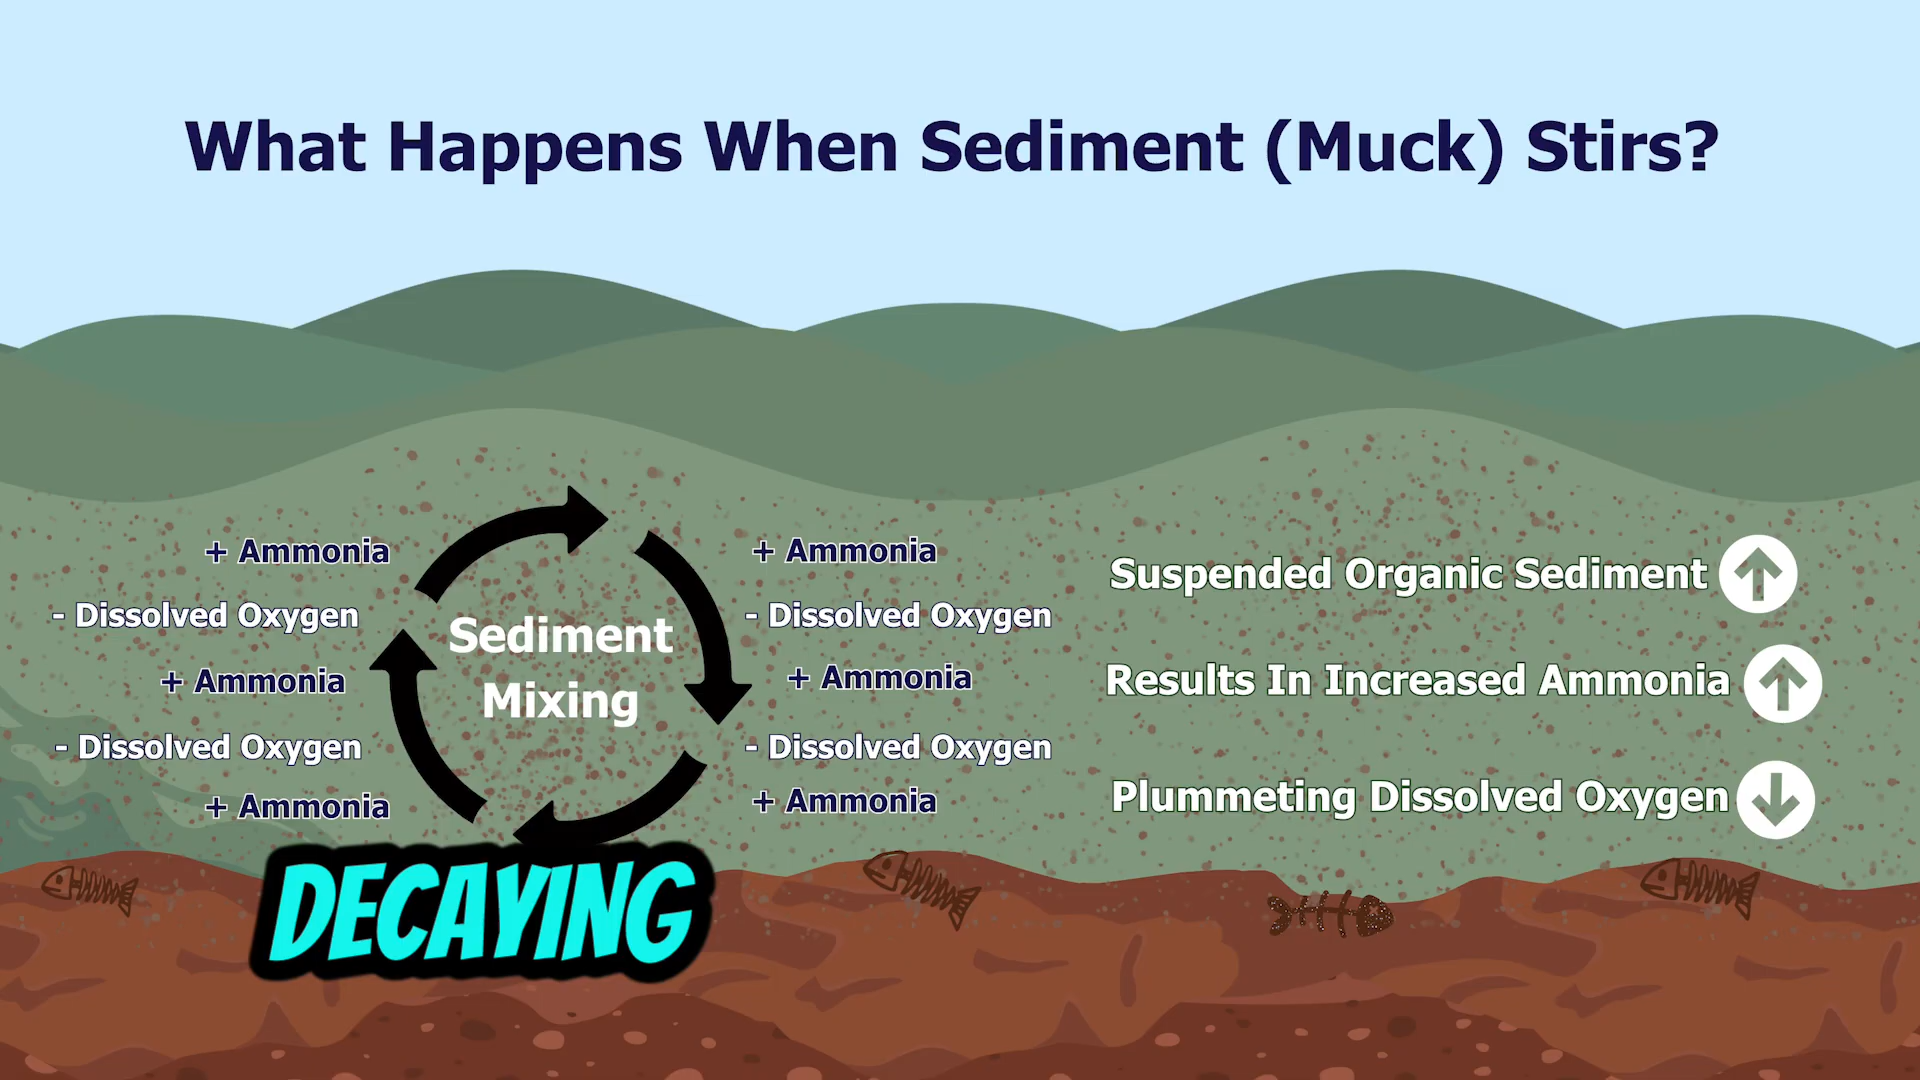 What Happens When Sediment (Muck) Stirs?
+ Ammonia
- Dissolved Oxygen
+ Ammonia
- Dissolved Oxygen
+ Ammonia
Sediment
Mixing
+ Ammonia
- Dissolved Oxygen
+ Ammonia
- Dissolved Oxygen
+ Ammonia
Suspended Organic Sediment
Results In Increased Ammonia
Plummeting Dissolved Oxygen
DECAYING